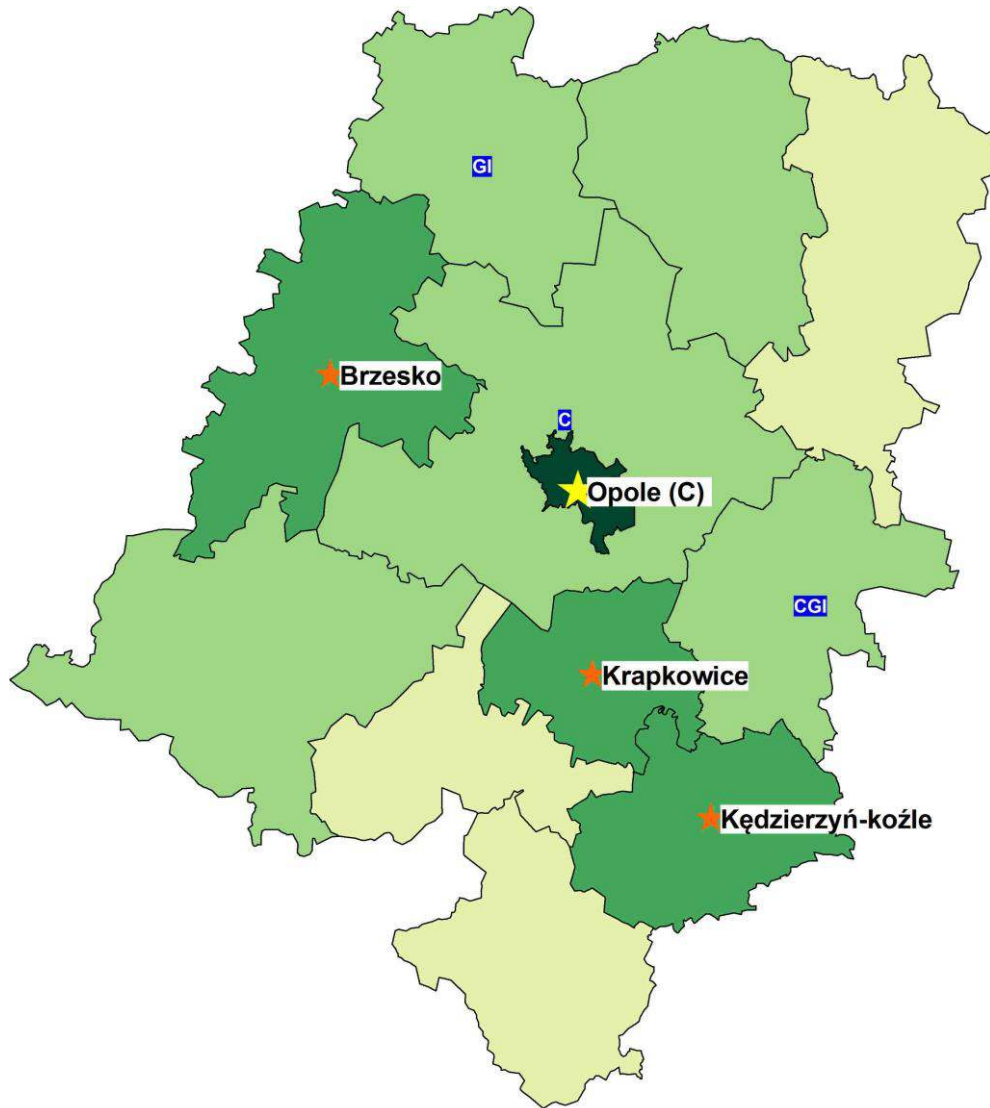 GI
Brzesko
C
Opole (C)
CGI
Krapkowice
Kędzierzyń-koźle